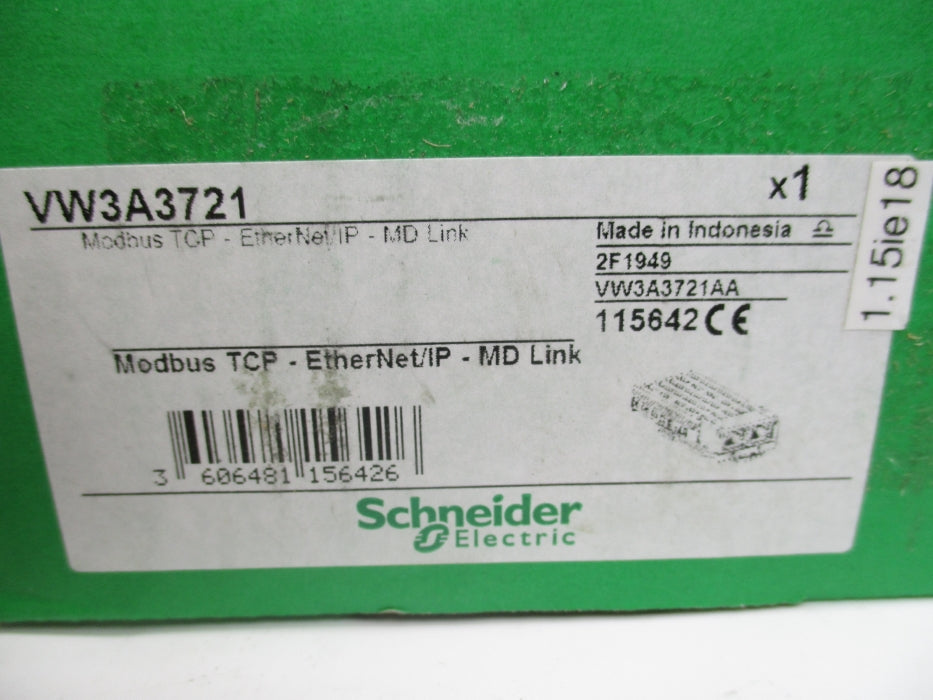 VW3A3721
x1
Modbus TCP - EtherNet/IP - MD Link
Made in Indonesia
2F1949
VW3A3721AA
115642 CE
Modbus TCP - EtherNet/IP - MD Link
3 606481 156426
Schneider
Electric
1.15ie18